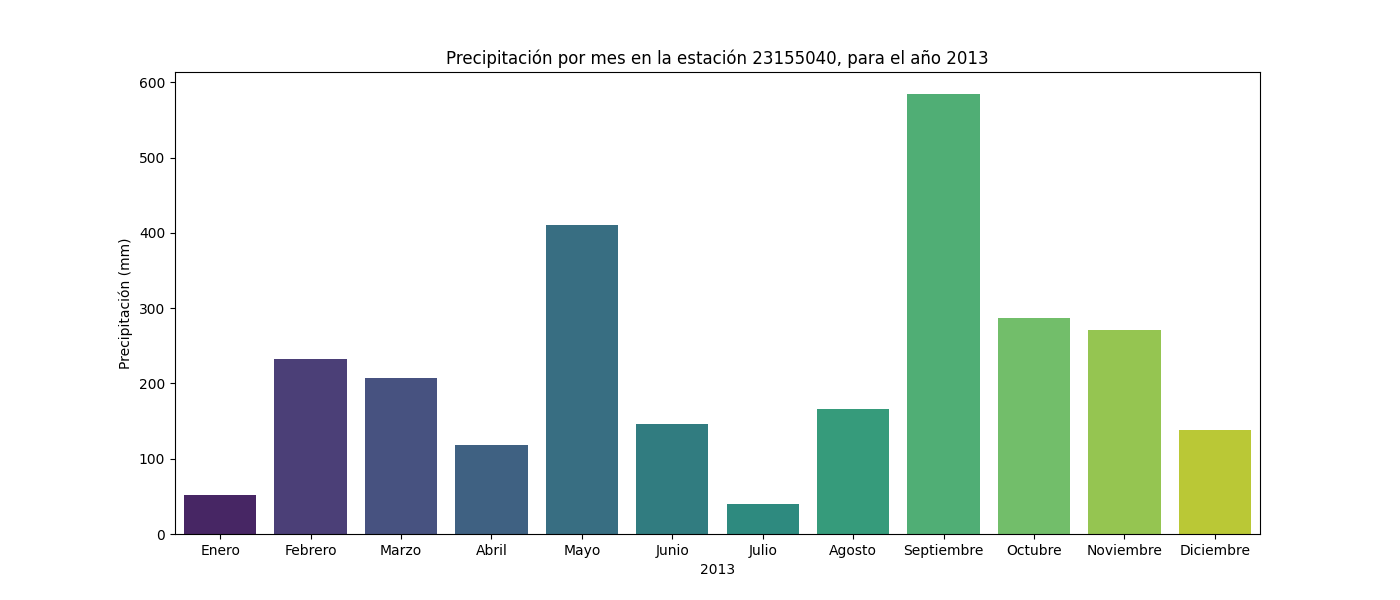 Precipitación por mes en la estación 23155040, para el año 2013
Precipitación (mm)
600
500
400
300
200
100
0
Enero Febrero Marzo Abril Mayo Junio Julio Agosto Septiembre Octubre Noviembre Diciembre
2013